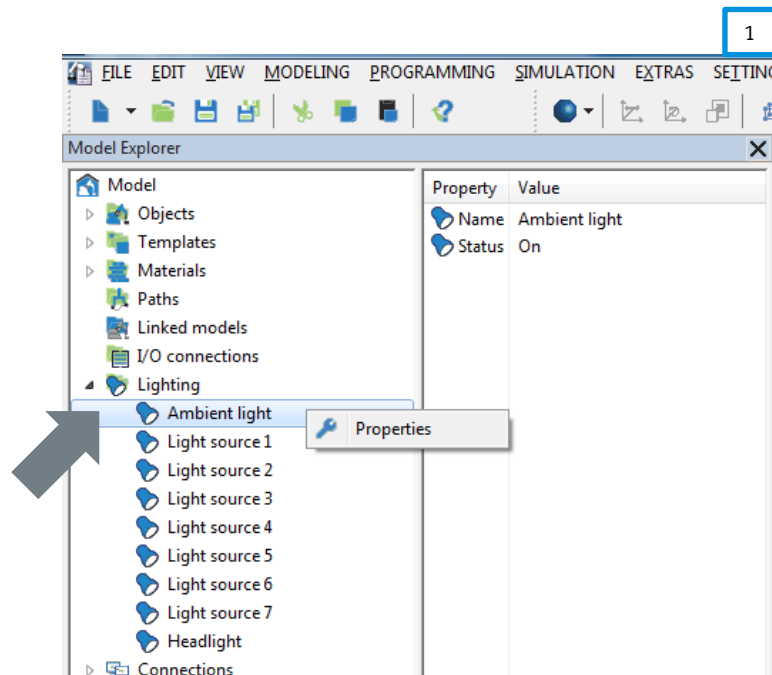 1
FILE EDIT VIEW MODELING PROGRAMMING SIMULATION EXTRAS SETTING
Model Explorer
Model
Objects
Templates
Materials
Paths
Linked models
I/O connections
Lighting
Ambient light
Light source 1
Light source 2
Light source 3
Light source 4
Light source 5
Light source 6
Light source 7
Headlight
Connections
Properties
Property Value
Name Ambient light
Status On